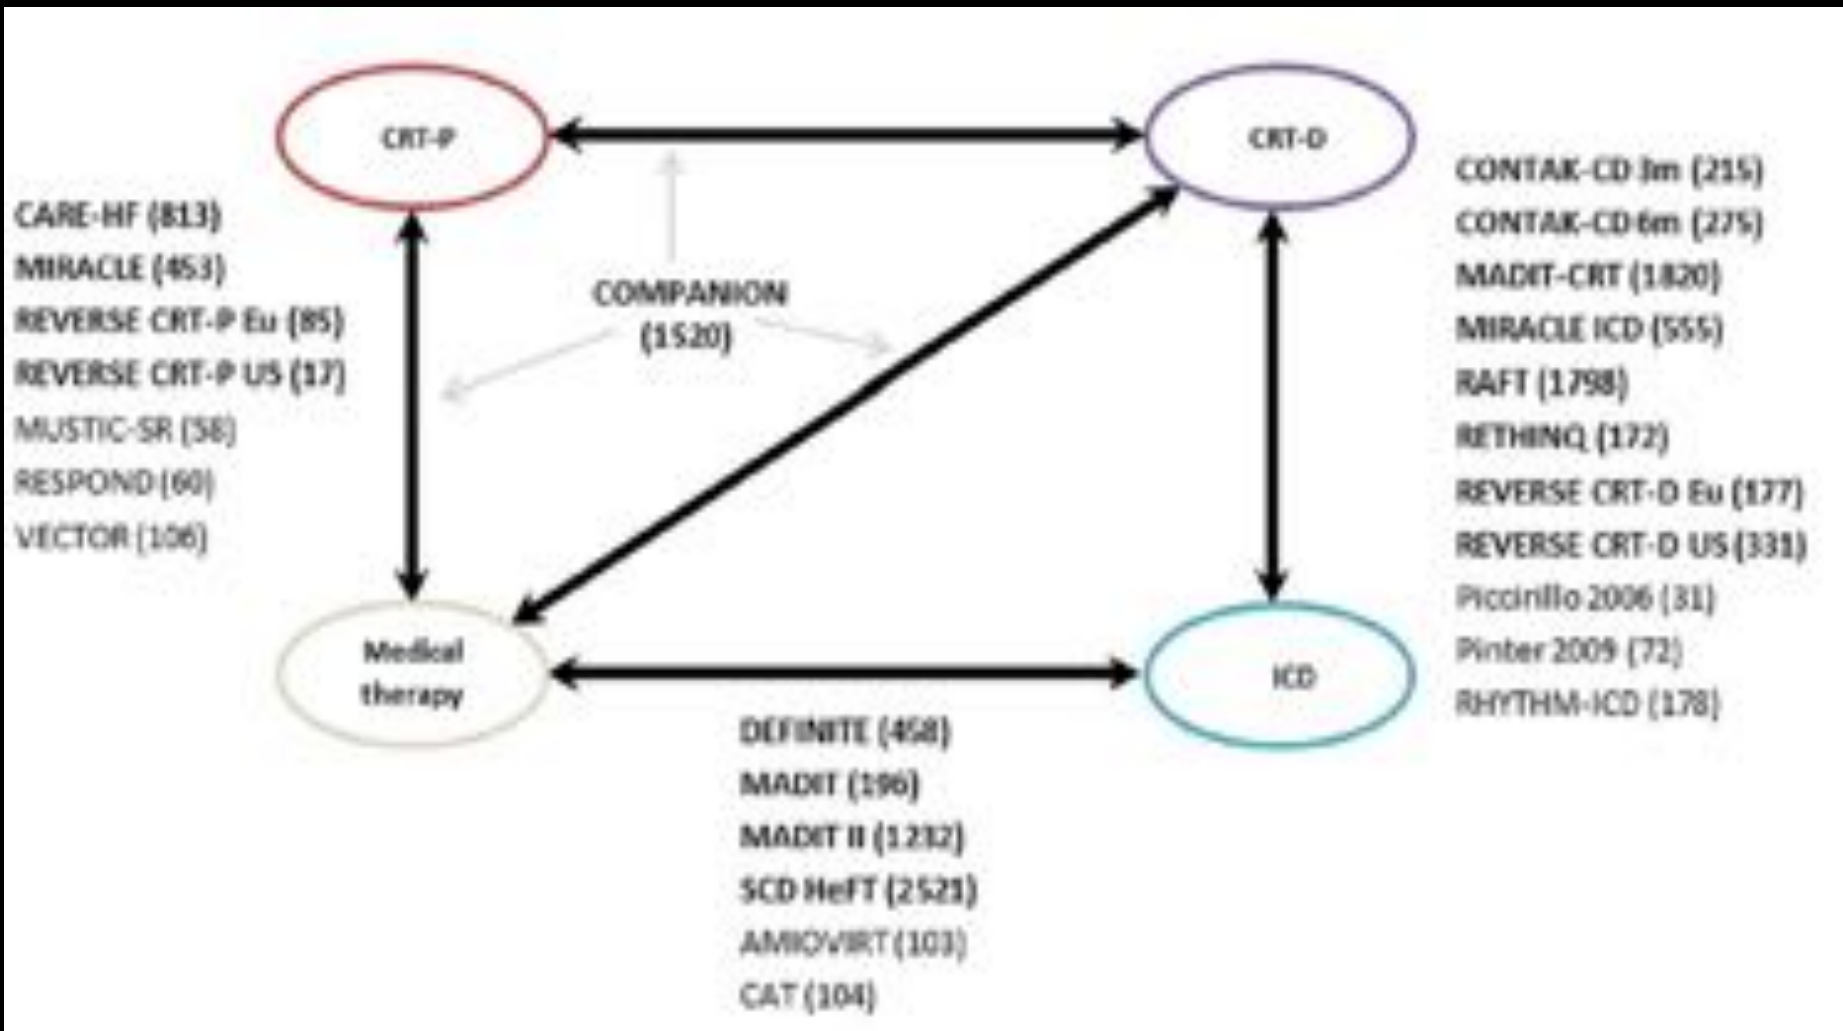 CRT-P
CRT-D
CARE-HF (813)
MIRACLE (453)
REVERSE CRT-P Eu (85)
REVERSE CRT-P US (17)
MUSTIC-SR (58)
RESPOND (60)
VECTOR (106)
COMPANION
(1520)
CONTAK-CD 3m (215)
CONTAK-CD 6m (275)
MADIT-CRT (1820)
MIRACLE ICD (555)
RAFT (1798)
RETHINQ (172)
REVERSE CRT-D Eu (177)
REVERSE CRT-D US (331)
Piccirillo 2006 (31)
Pinter 2009 (72)
RHYTHM-ICD (178)
Medical
therapy
ICD
DEFINITE (458)
MADIT (196)
MADIT II (1232)
SCD HeFT (2521)
AMIOVIRT (103)
CAT (104)